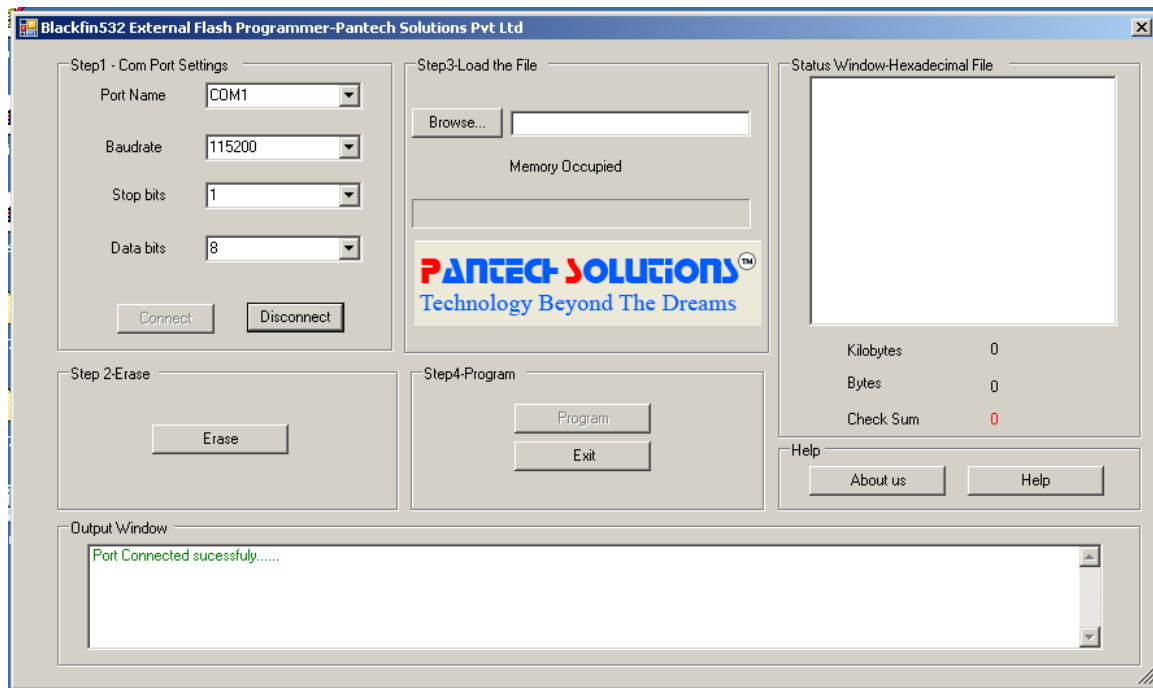 Blackfin532 External Flash Programmer-Pantech Solutions Pvt Ltd
Step1 - Com Port Settings
Port Name COM1
Baudrate 115200
Stop bits 1
Data bits 8
Connect Disconnect
Step 2-Erase
Erase
Step3-Load the File
Browse...
Memory Occupied
PANTECH SOLUTIONS TM
Technology Beyond The Dreams
Step4-Program
Program
Exit
Status Window-Hexadecimal File
Kilobytes 0
Bytes 0
Check Sum 0
Help
About us Help
Output Window
Port Connected sucessfuly......